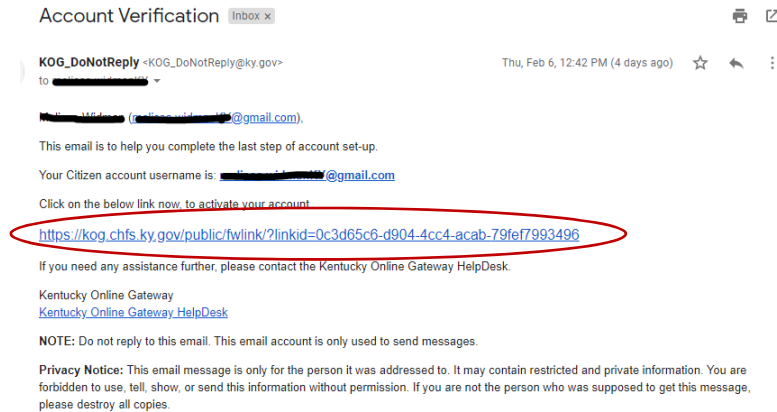 Account Verification Inbox x
KOG_DoNotReply <KOG_DoNotReply@ky.gov> Thu, Feb 6, 12:42 PM (4 days ago)
to
(@gmail.com),
This email is to help you complete the last step of account set-up.
Your Citizen account username is: @gmail.com
Click on the below link now, to activate your account
https://kog.chfs.ky.gov/public/fwlink/?linkid=0c3d65c6-d904-4cc4-acab-79fef7993496
If you need any assistance further, please contact the Kentucky Online Gateway HelpDesk.
Kentucky Online Gateway
Kentucky Online Gateway HelpDesk
NOTE: Do not reply to this email. This email account is only used to send messages.
Privacy Notice: This email message is only for the person it was addressed to. It may contain restricted and private information. You are
forbidden to use, tell, show, or send this information without permission. If you are not the person who was supposed to get this message,
please destroy all copies.